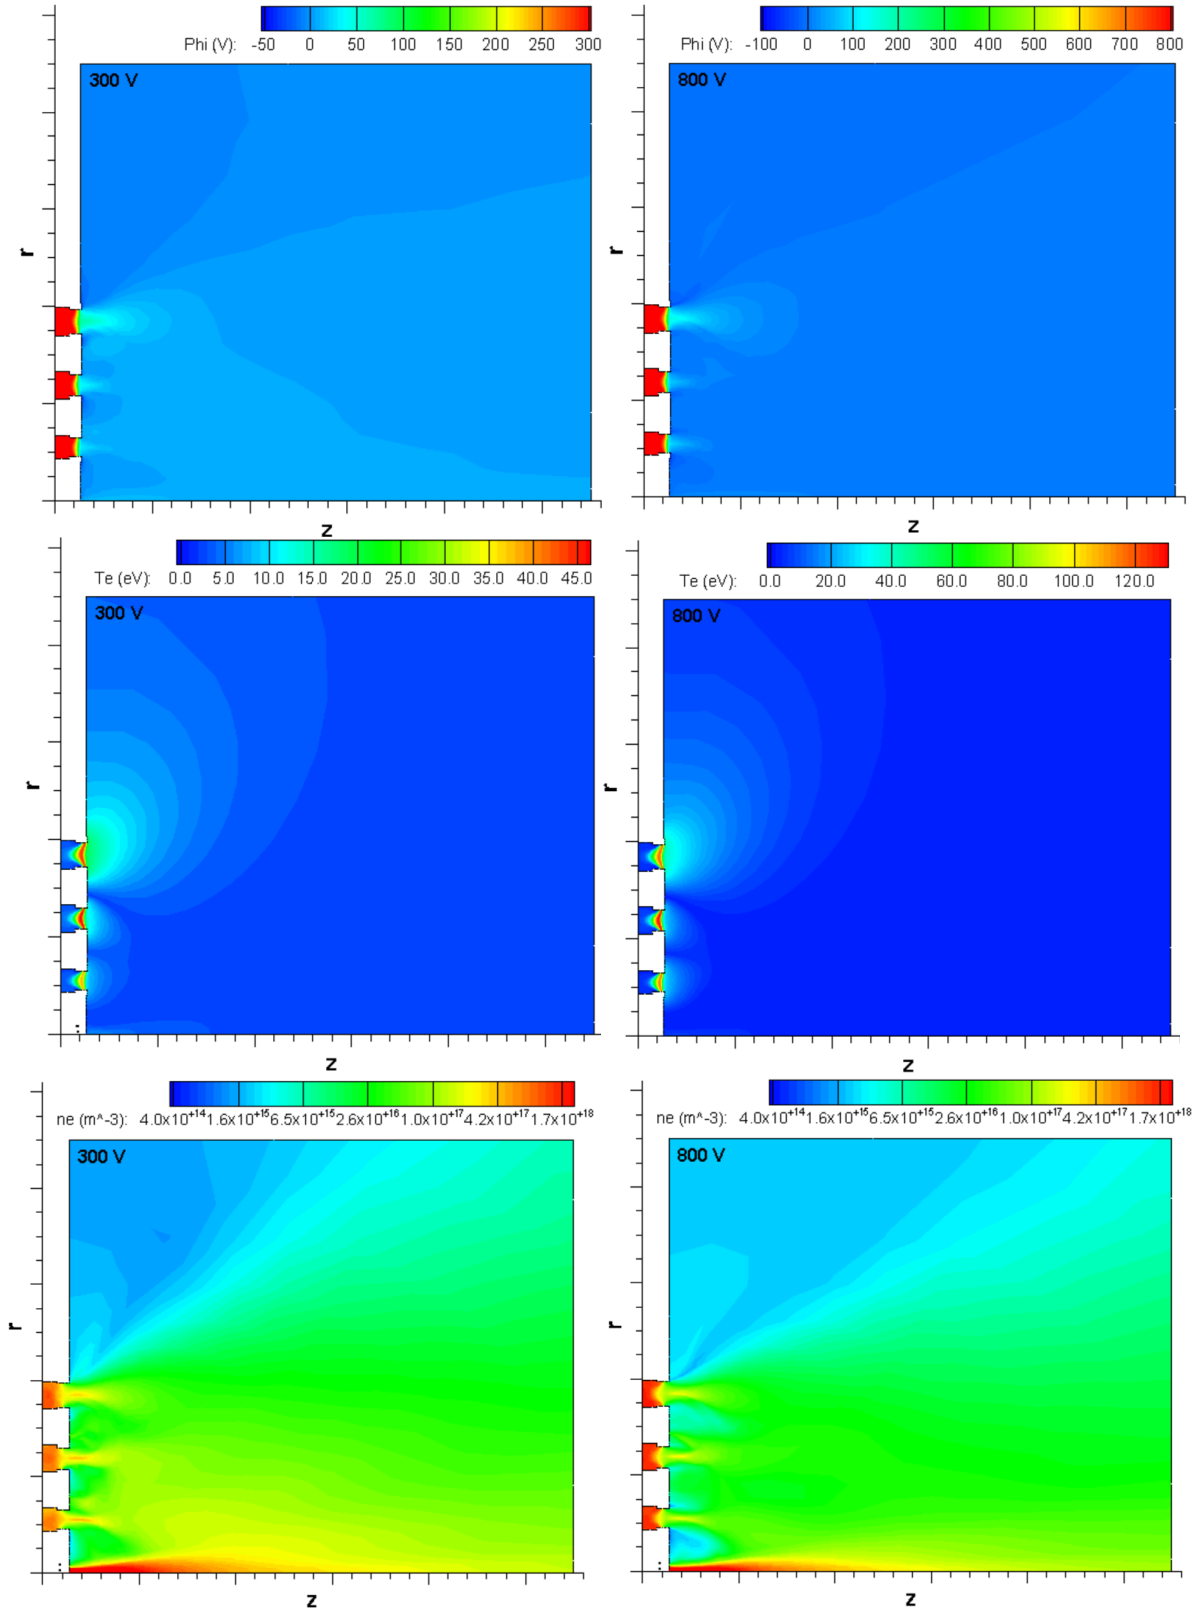 Phi (V): -50 0 50 100 150 200 250 300
300 V
r
z
Phi (V): -100 0 100 200 300 400 500 600 700 800
800 V
r
z
Te (eV): 0.0 5.0 10.0 15.0 20.0 25.0 30.0 35.0 40.0 45.0
300 V
r
z
Te (eV): 0.0 20.0 40.0 60.0 80.0 100.0 120.0
800 V
r
z
ne (m^-3): 4.0x10+14 1.6x10+15 6.5x10+15 2.6x10+16 1.0x10+17 4.2x10+17 1.7x10+18
300 V
r
z
ne (m^-3): 4.0x10+14 1.6x10+15 6.5x10+15 2.6x10+16 1.0x10+17 4.2x10+17 1.7x10+18
800 V
r
z